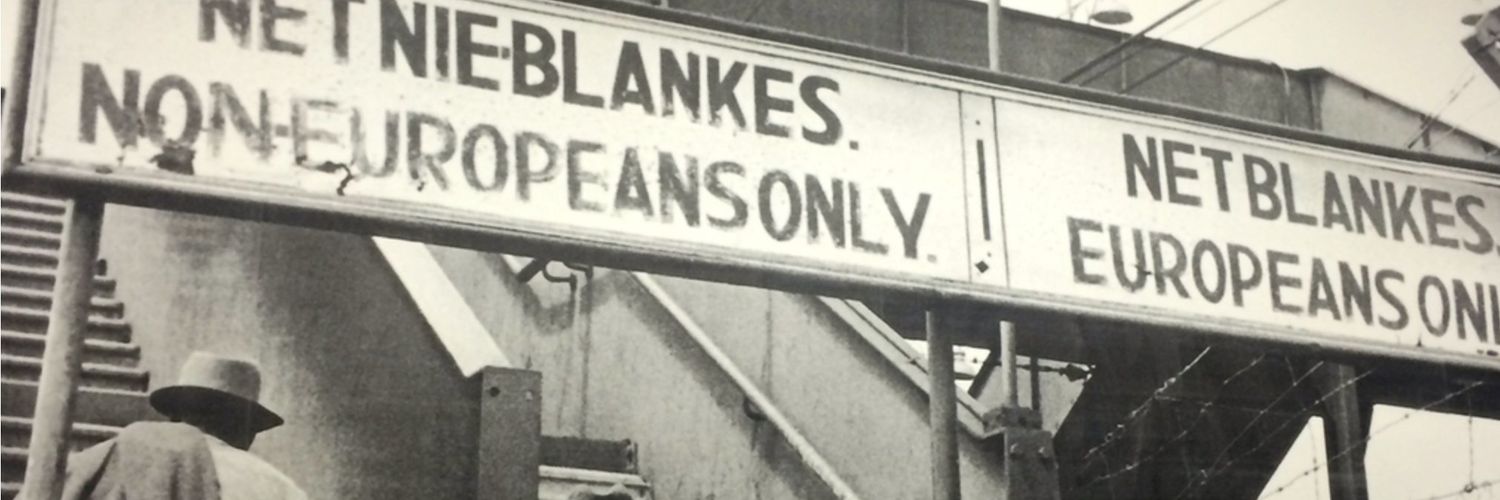 NET NIE-BLANKES.
NON-EUROPEANS ONLY.
NET BLANKES.
EUROPEANS ONL